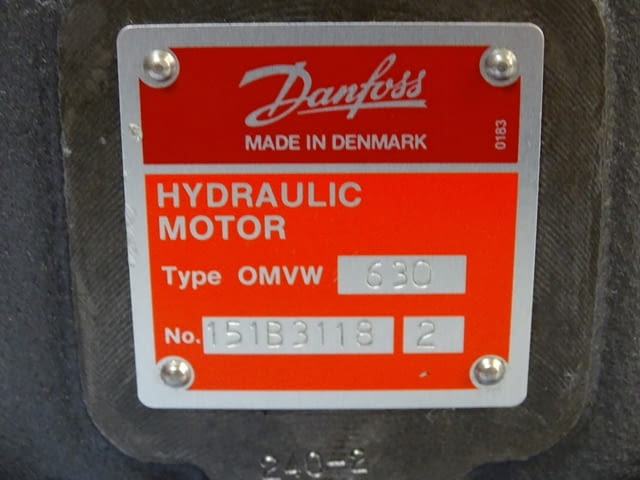 Danfoss
MADE IN DENMARK
0183
HYDRAULIC
MOTOR
Type OMVW 630
No. 151B3118 2
240-2